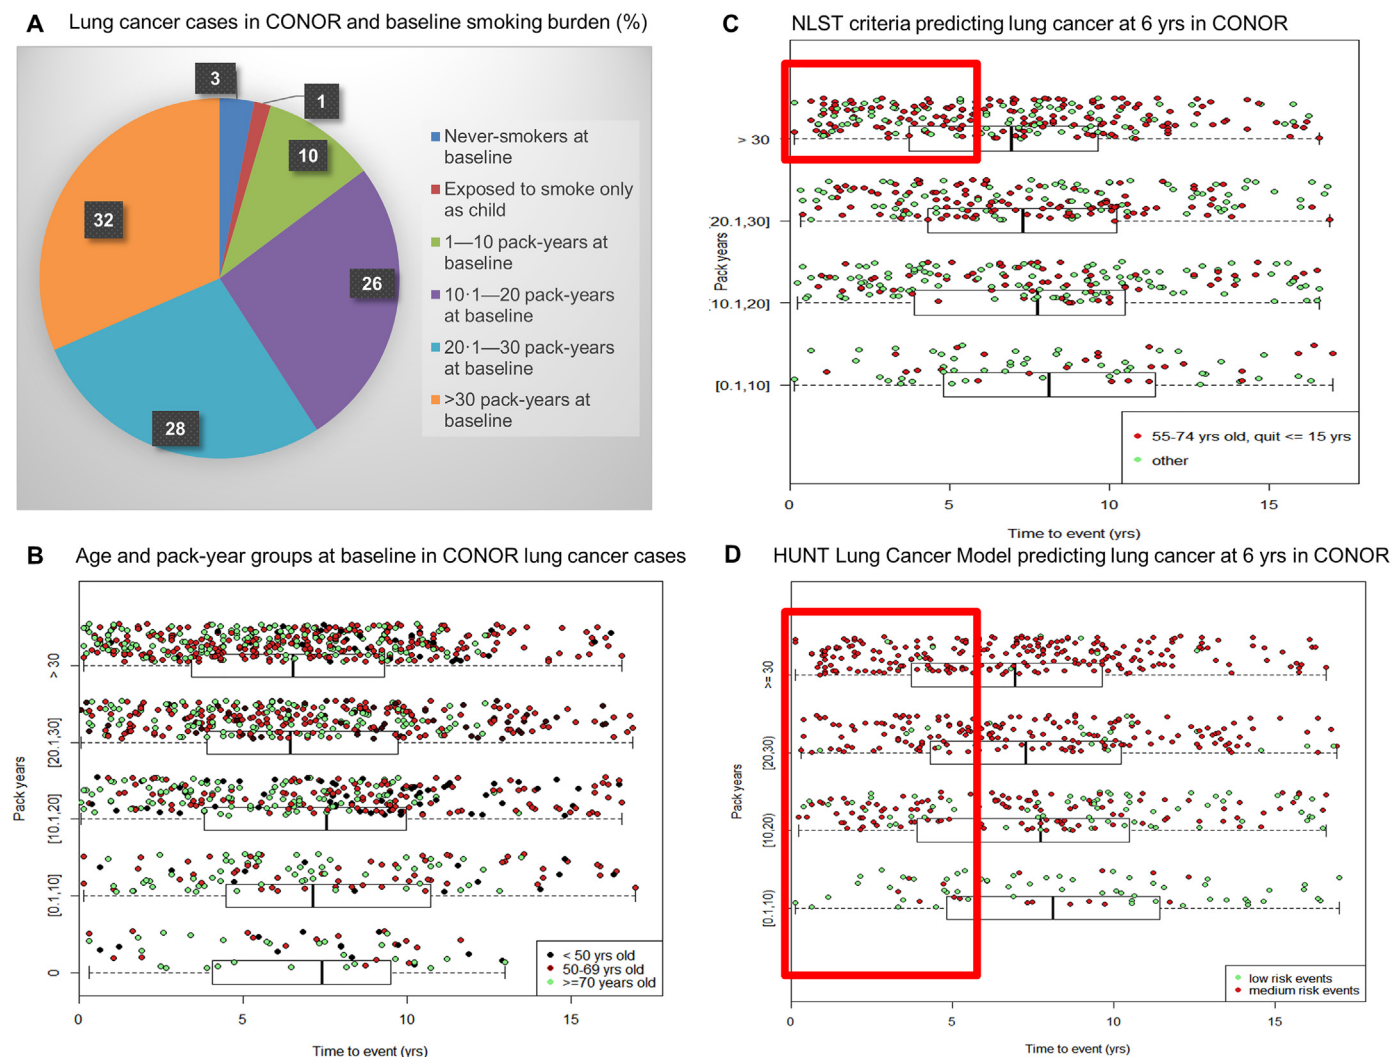 A Lung cancer cases in CONOR and baseline smoking burden (%)
3
1
10
26
28
32
Never-smokers at
baseline
Exposed to smoke only
as child
1—10 pack-years at
baseline
10·1—20 pack-years
at baseline
20·1—30 pack-years
at baseline
>30 pack-years at
baseline
B Age and pack-year groups at baseline in CONOR lung cancer cases
Pack years
> 30
[20.1,30]
[10.1,20]
[0.1,10]
0
< 50 yrs old
50-69 yrs old
>=70 years old
0 5 10 15
Time to event (yrs)
C NLST criteria predicting lung cancer at 6 yrs in CONOR
Pack years
> 30
[20.1,30]
[10.1,20]
[0.1,10]
55-74 yrs old, quit <= 15 yrs
other
0 5 10 15
Time to event (yrs)
D HUNT Lung Cancer Model predicting lung cancer at 6 yrs in CONOR
Pack years
>= 30
[20,30)
[10,20)
[0.1,10)
low risk events
medium risk events
0 5 10 15
Time to event (yrs)